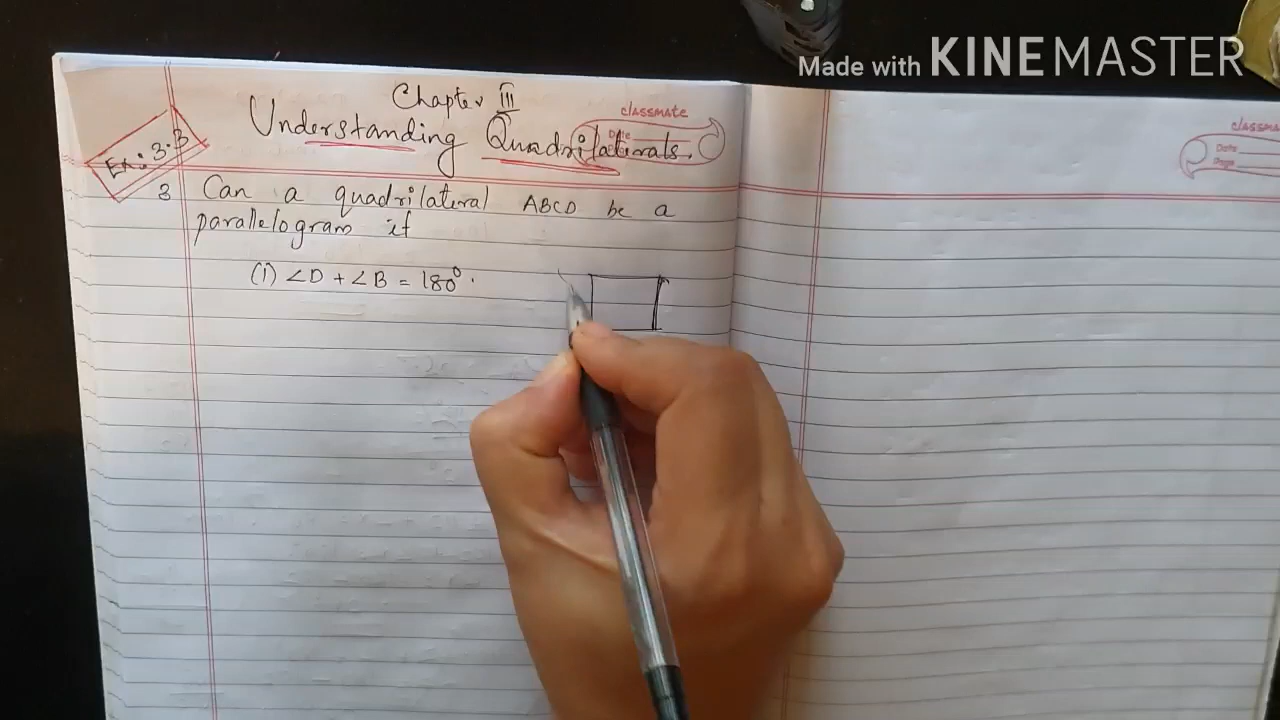 Made with KINEMASTER
Chapter III
classmate
Understanding Quadrilaterals.
Date
Ex: 3.3
3 Can a quadrilateral ABCD be a
parallelogram if
(i) ∠D + ∠B = 180°.
Date
Page